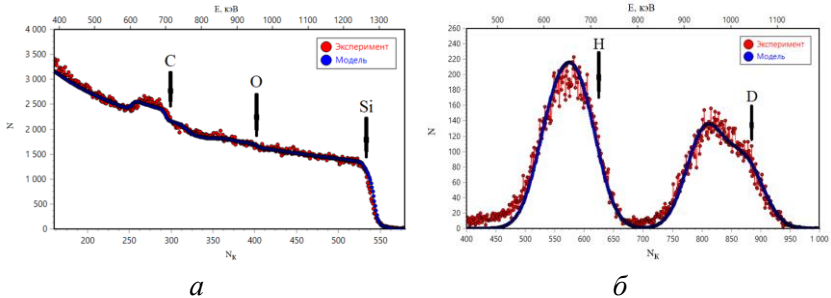 E, кэВ
400 500 600 700 800 900 1000 1100 1200 1300
4 000
3 500
3 000
2 500
2 000
1 500
1 000
500
0
N
C
O
Si
Эксперимент
Модель
200 250 300 350 400 450 500 550
Nк
а
E, кэВ
500 600 700 800 900 1000 1100
260
240
220
200
180
160
140
120
100
80
60
40
20
0
N
H
D
Эксперимент
Модель
400 450 500 550 600 650 700 750 800 850 900 950 1 000
Nк
б